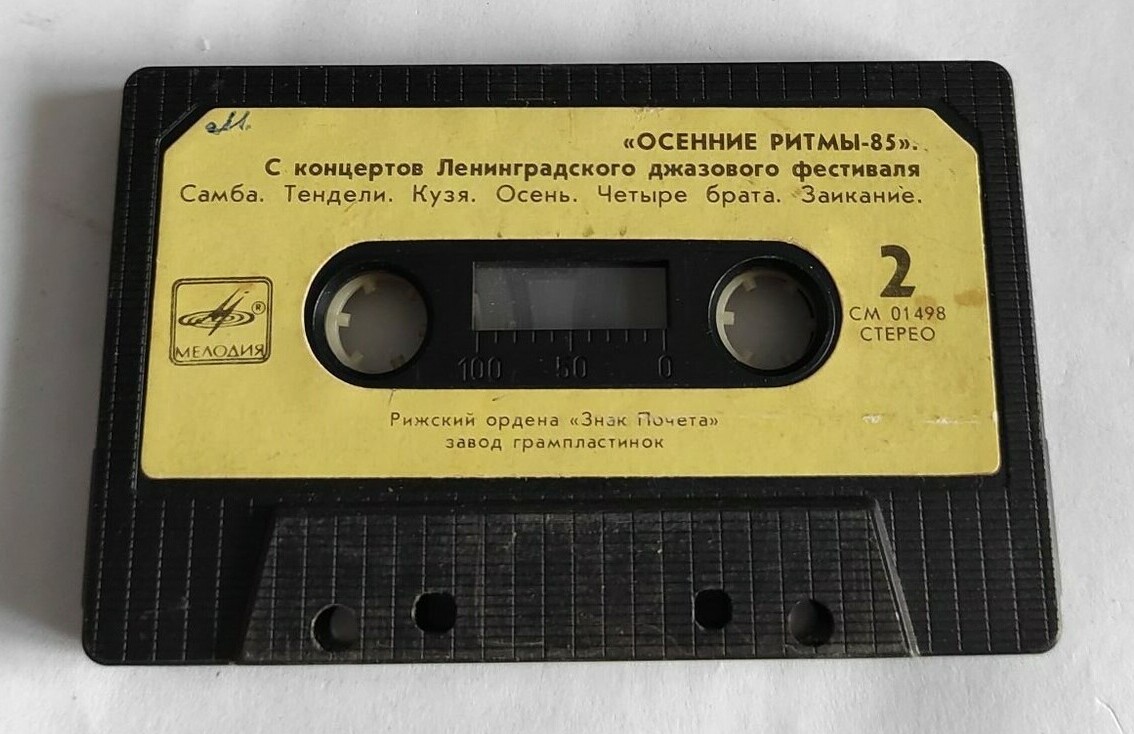 М.
«ОСЕННИЕ РИТМЫ-85».
С концертов Ленинградского джазового фестиваля
Самба. Тендели. Кузя. Осень. Четыре брата. Заикание.
2
СМ 01498
СТЕРЕО
®
МЕЛОДИЯ
100 50 0
Рижский ордена «Знак Почета»
завод грампластинок